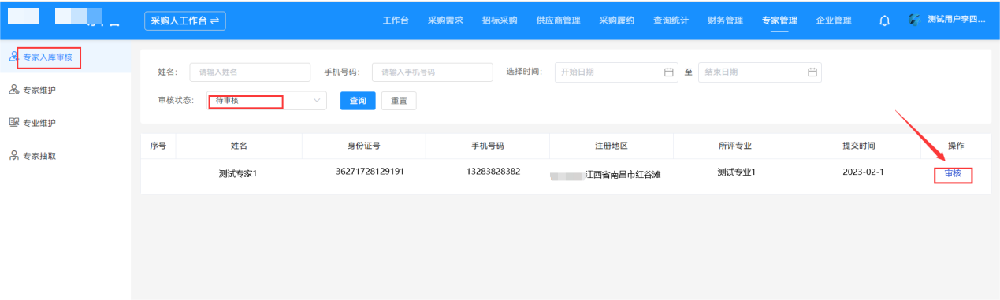 采购人工作台 ⇌ 工作台 采购需求 招标采购 供应商管理 采购履约 查询统计 财务管理 专家管理 企业管理 测试用户李四...
专家入库审核
专家维护
专业维护
专家抽取
姓名: 请输入姓名 手机号码: 请输入手机号码 选择时间: 开始日期 至 结束日期
审核状态: 待审核 查询 重置
序号 姓名 身份证号 手机号码 注册地区 所评专业 提交时间 操作
测试专家1 36271728129191 13283828382 江西省南昌市红谷滩 测试专业1 2023-02-1 审核